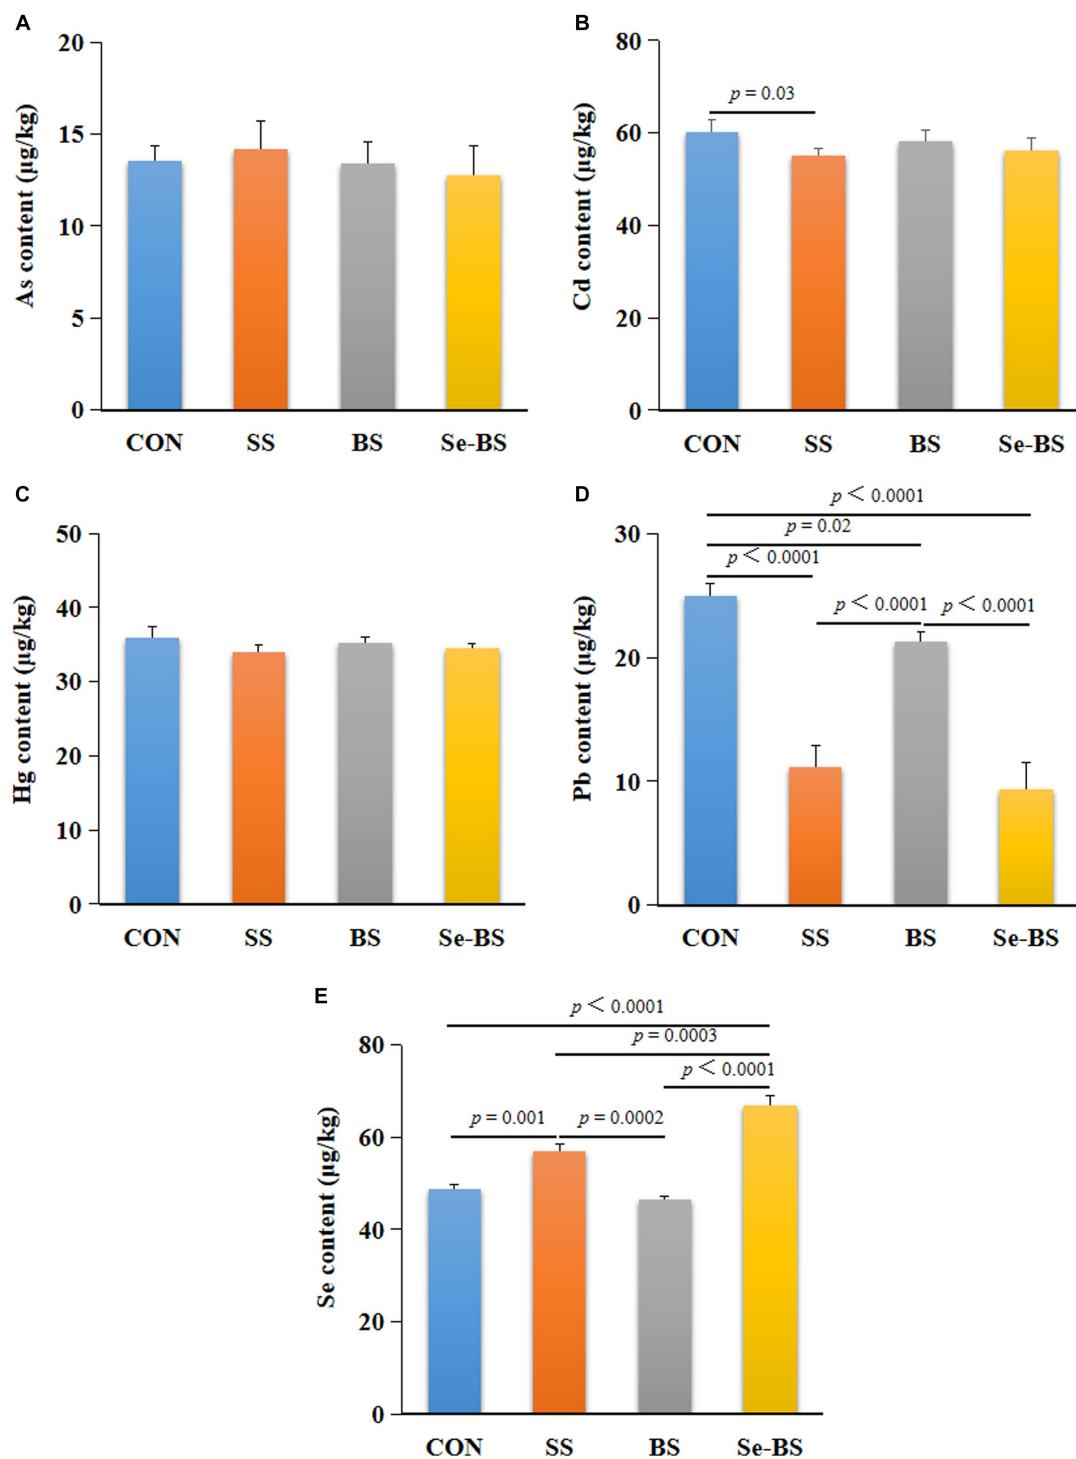 A
As content (μg/kg)
20
15
10
5
0
CON SS BS Se-BS
B
Cd content (μg/kg)
80
60
40
20
0
p = 0.03
CON SS BS Se-BS
C
Hg content (μg/kg)
50
40
30
20
10
0
CON SS BS Se-BS
D
Pb content (μg/kg)
30
20
10
0
p < 0.0001
p = 0.02
p < 0.0001
p < 0.0001 p < 0.0001
CON SS BS Se-BS
E
Se content (μg/kg)
80
60
40
20
0
p < 0.0001
p = 0.0003
p < 0.0001
p = 0.001 p = 0.0002
CON SS BS Se-BS